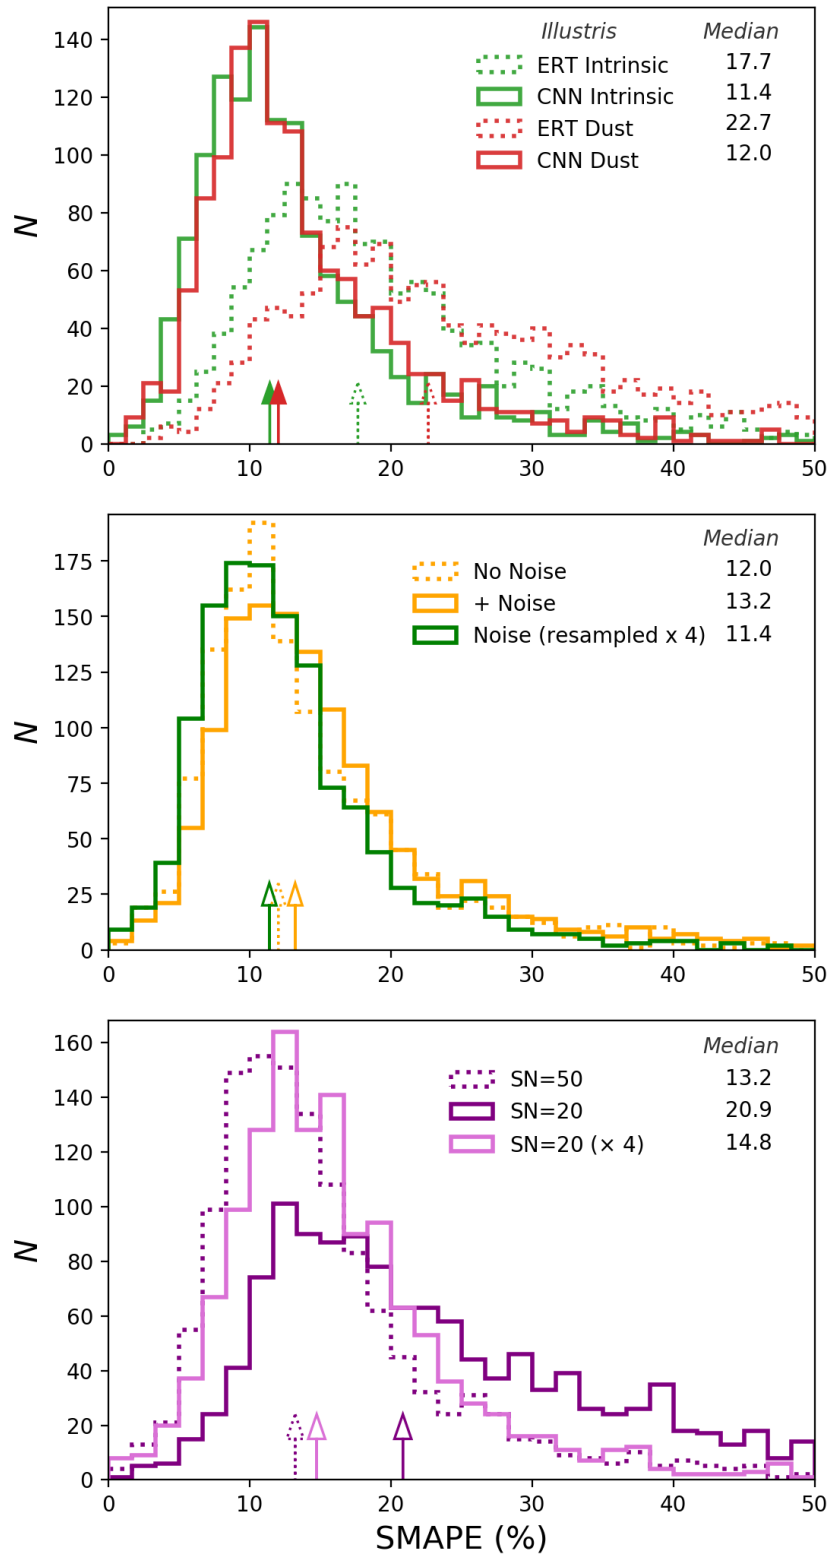 Illustris Median
ERT Intrinsic 17.7
CNN Intrinsic 11.4
ERT Dust 22.7
CNN Dust 12.0
140
120
100
80
60
40
20
0
N
0 10 20 30 40 50
Median
No Noise 12.0
+ Noise 13.2
Noise (resampled x 4) 11.4
175
150
125
100
75
50
25
0
N
0 10 20 30 40 50
Median
SN=50 13.2
SN=20 20.9
SN=20 (× 4) 14.8
160
140
120
100
80
60
40
20
0
N
0 10 20 30 40 50
SMAPE (%)